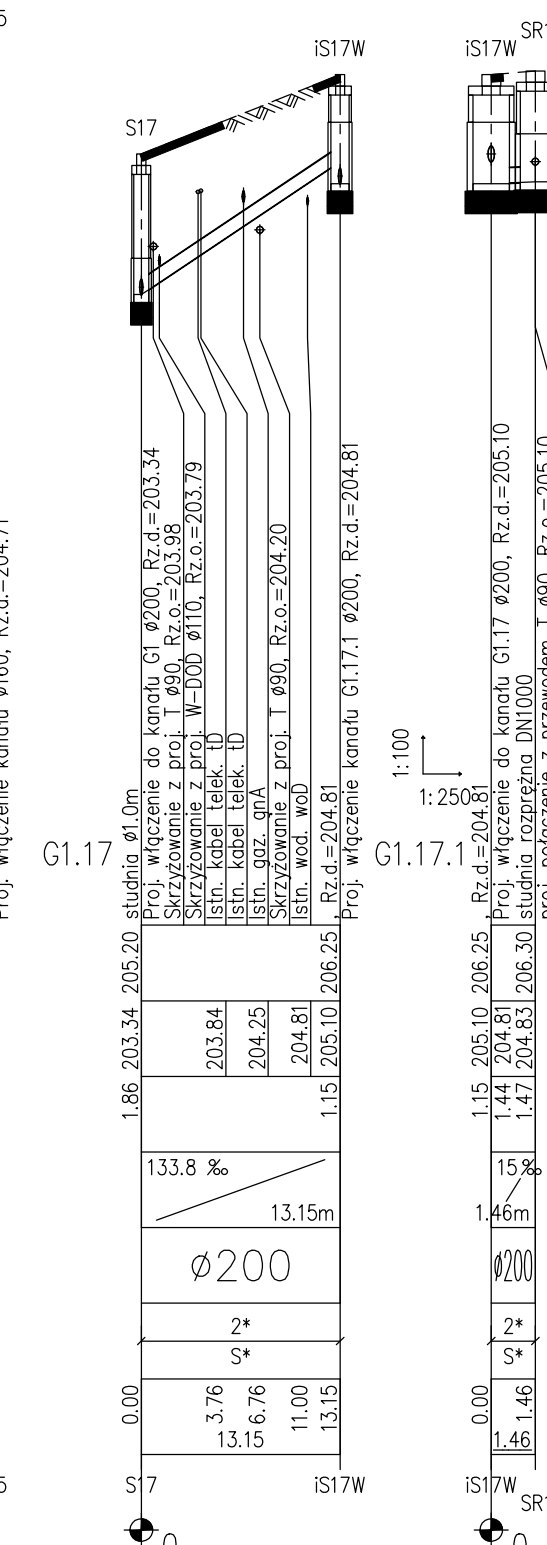 5
Proj. włączenie kanału ø160, Rz.d.=204.71
5
S17
iS17W
G1.17
studnia ø1.0m
Proj. włączenie do kanału G1 ø200, Rz.d.=203.34
Skrzyżowanie z proj. T ø90, Rz.o.=203.98
Skrzyżowanie z proj. W-DOD ø110, Rz.o.=203.79
Istn. kabel telek. tD
Istn. kabel telek. tD
Istn. gaz. gnA
Skrzyżowanie z proj. T ø90, Rz.o.=204.20
Istn. wod. woD
, Rz.d.=204.81
Proj. włączenie kanału G1.17.1 ø200, Rz.d.=204.81
205.20 206.25
203.34 203.84 204.25 204.81 205.10
1.86 1.15
133.8 ‰
13.15m
ø200
2*
S*
0.00 3.76 6.76 11.00 13.15
13.15
S17 iS17W
1:100
1:250
iS17W
SR1
G1.17.1
, Rz.d.=204.81
Proj. włączenie do kanału G1.17 ø200, Rz.d.=205.10
studnia rozprężna DN1000
proj. połączenie z przewodem T ø90, Rz.o.=205.10
206.25 206.30
205.10 204.81 204.83
1.15 1.44 1.47
15‰
1.46m
ø200
2*
S*
0.00 1.46
1.46
iS17W
SR1